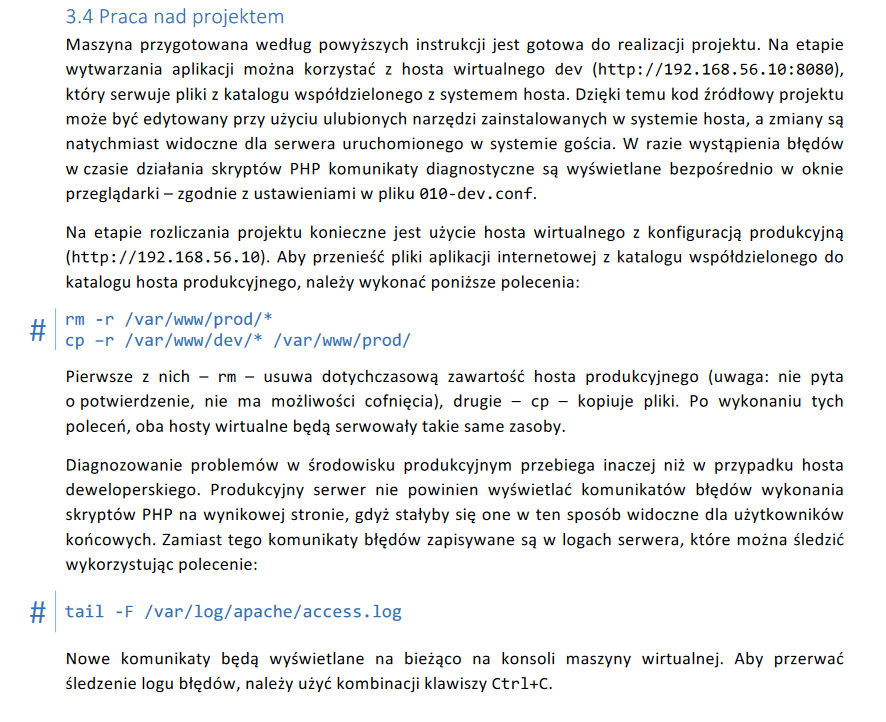 3.4 Praca nad projektem
Maszyna przygotowana według powyższych instrukcji jest gotowa do realizacji projektu. Na etapie
wytwarzania aplikacji można korzystać z hosta wirtualnego dev (http://192.168.56.10:8080),
który serwuje pliki z katalogu współdzielonego z systemem hosta. Dzięki temu kod źródłowy projektu
może być edytowany przy użyciu ulubionych narzędzi zainstalowanych w systemie hosta, a zmiany są
natychmiast widoczne dla serwera uruchomionego w systemie gościa. W razie wystąpienia błędów
w czasie działania skryptów PHP komunikaty diagnostyczne są wyświetlane bezpośrednio w oknie
przeglądarki – zgodnie z ustawieniami w pliku 010-dev.conf.
Na etapie rozliczania projektu konieczne jest użycie hosta wirtualnego z konfiguracją produkcyjną
(http://192.168.56.10). Aby przenieść pliki aplikacji internetowej z katalogu współdzielonego do
katalogu hosta produkcyjnego, należy wykonać poniższe polecenia:
# rm -r /var/www/prod/*
cp –r /var/www/dev/* /var/www/prod/
Pierwsze z nich – rm – usuwa dotychczasową zawartość hosta produkcyjnego (uwaga: nie pyta
o potwierdzenie, nie ma możliwości cofnięcia), drugie – cp – kopiuje pliki. Po wykonaniu tych
poleceń, oba hosty wirtualne będą serwowały takie same zasoby.
Diagnozowanie problemów w środowisku produkcyjnym przebiega inaczej niż w przypadku hosta
deweloperskiego. Produkcyjny serwer nie powinien wyświetlać komunikatów błędów wykonania
skryptów PHP na wynikowej stronie, gdyż stałyby się one w ten sposób widoczne dla użytkowników
końcowych. Zamiast tego komunikaty błędów zapisywane są w logach serwera, które można śledzić
wykorzystując polecenie:
# tail -F /var/log/apache/access.log
Nowe komunikaty będą wyświetlane na bieżąco na konsoli maszyny wirtualnej. Aby przerwać
śledzenie logu błędów, należy użyć kombinacji klawiszy Ctrl+C.